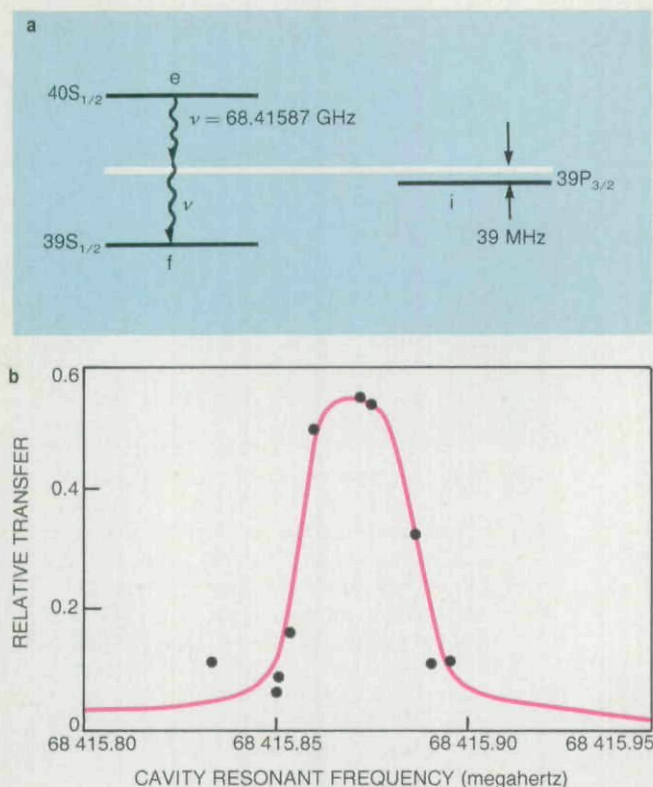 a
e
40S1/2
ν = 68.41587 GHz
39P3/2
ν
i
39S1/2
39 MHz
f
b
0.6
0.4
0.2
0
RELATIVE TRANSFER
68 415.80
68 415.85
68 415.90
68 415.95
CAVITY RESONANT FREQUENCY (megahertz)